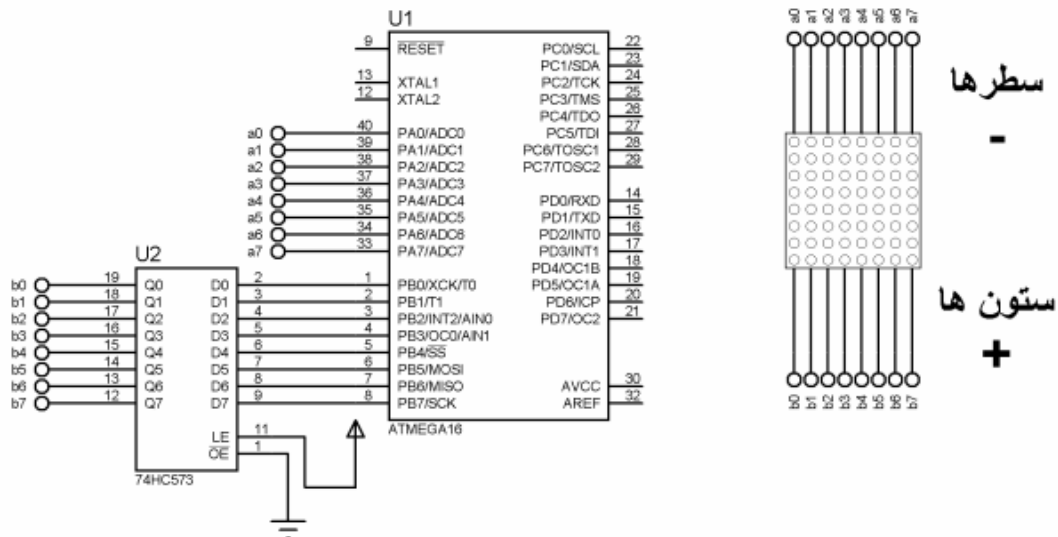 U1
9 RESET
13 XTAL1
12 XTAL2
a0 40 PA0/ADC0
a1 39 PA1/ADC1
a2 38 PA2/ADC2
a3 37 PA3/ADC3
a4 36 PA4/ADC4
a5 35 PA5/ADC5
a6 34 PA6/ADC6
a7 33 PA7/ADC7
1 PB0/XCK/T0
2 PB1/T1
3 PB2/INT2/AIN0
4 PB3/OC0/AIN1
5 PB4/SS
6 PB5/MOSI
7 PB6/MISO
8 PB7/SCK
PC0/SCL 22
PC1/SDA 23
PC2/TCK 24
PC3/TMS 25
PC4/TDO 26
PC5/TDI 27
PC6/TOSC1 28
PC7/TOSC2 29
PD0/RXD 14
PD1/TXD 15
PD2/INT0 16
PD3/INT1 17
PD4/OC1B 18
PD5/OC1A 19
PD6/ICP 20
PD7/OC2 21
AVCC 30
AREF 32
ATMEGA16
U2
b0 19 Q0 D0 2
b1 18 Q1 D1 3
b2 17 Q2 D2 4
b3 16 Q3 D3 5
b4 15 Q4 D4 6
b5 14 Q5 D5 7
b6 13 Q6 D6 8
b7 12 Q7 D7 9
LE 11
OE 1
74HC573
a0 a1 a2 a3 a4 a5 a6 a7
سطرها
-
ستون ها
+
b0 b1 b2 b3 b4 b5 b6 b7